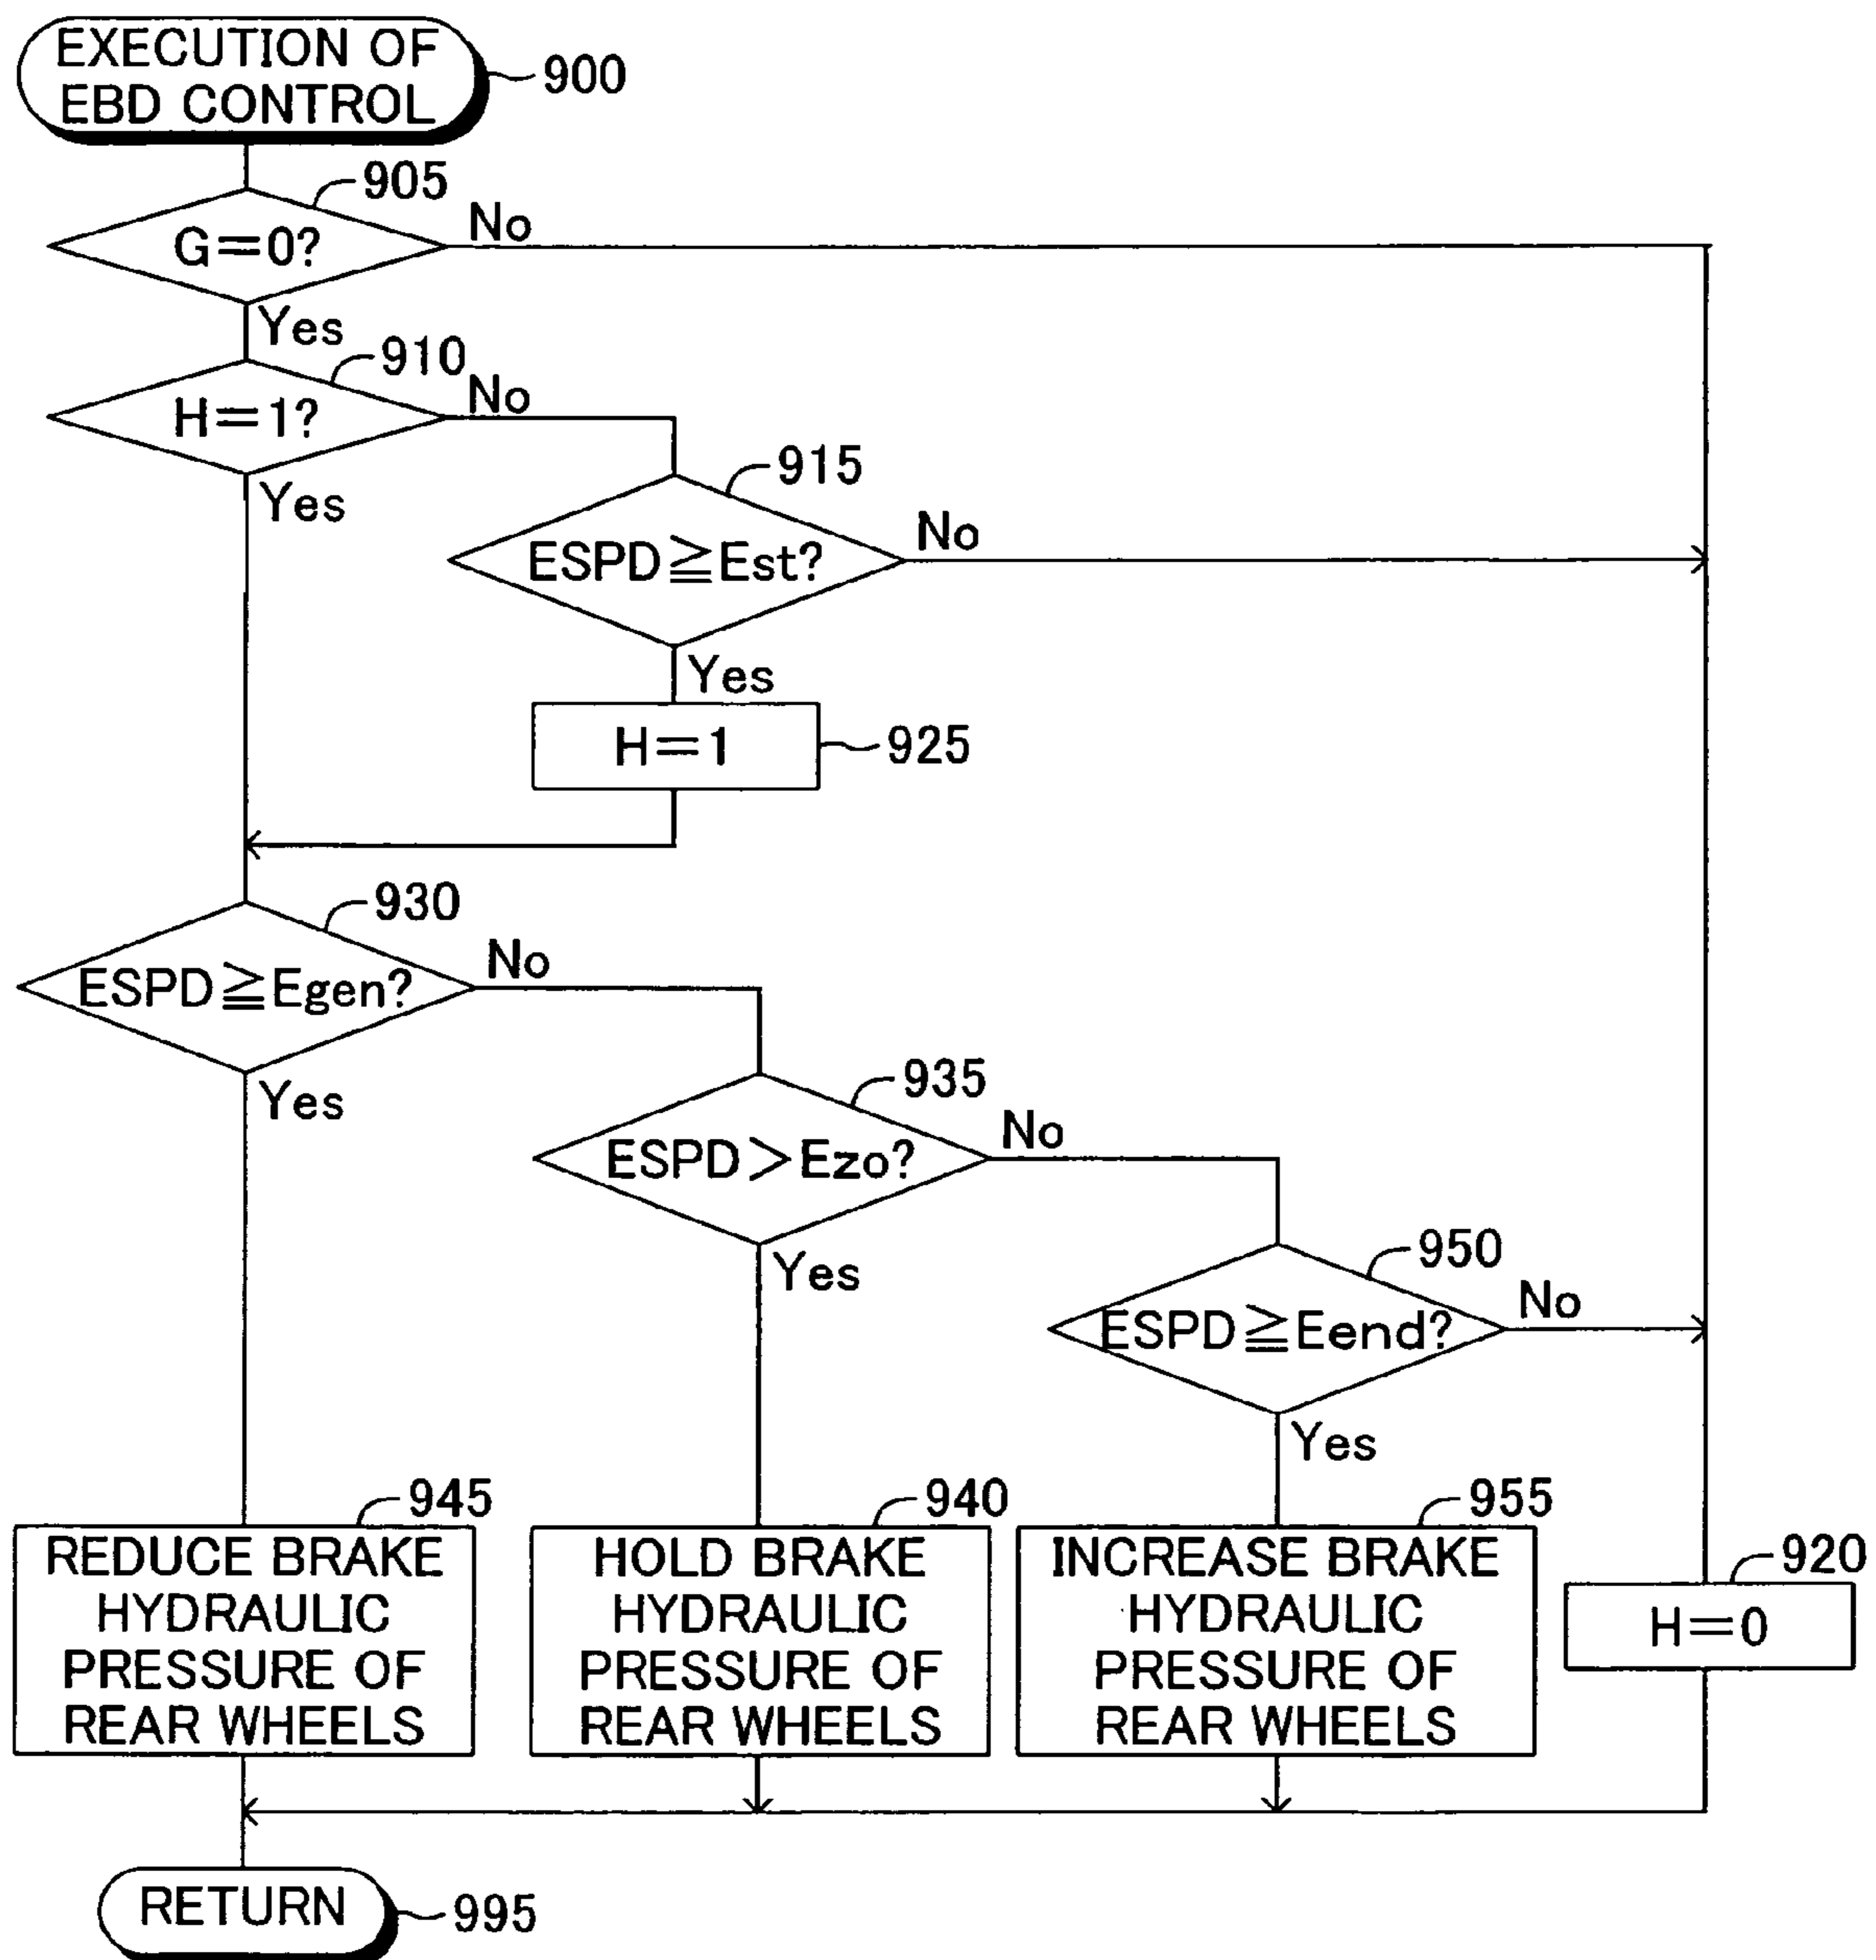 EXECUTION OF
EBD CONTROL
900
905
G=0?
No
Yes
910
H=1?
No
Yes
915
ESPD≧Est?
No
Yes
H=1
925
930
ESPD≧Egen?
No
Yes
935
ESPD>Ezo?
No
Yes
950
ESPD≧Eend?
No
Yes
945
REDUCE BRAKE
HYDRAULIC
PRESSURE OF
REAR WHEELS
940
HOLD BRAKE
HYDRAULIC
PRESSURE OF
REAR WHEELS
955
INCREASE BRAKE
HYDRAULIC
PRESSURE OF
REAR WHEELS
920
H=0
RETURN
995